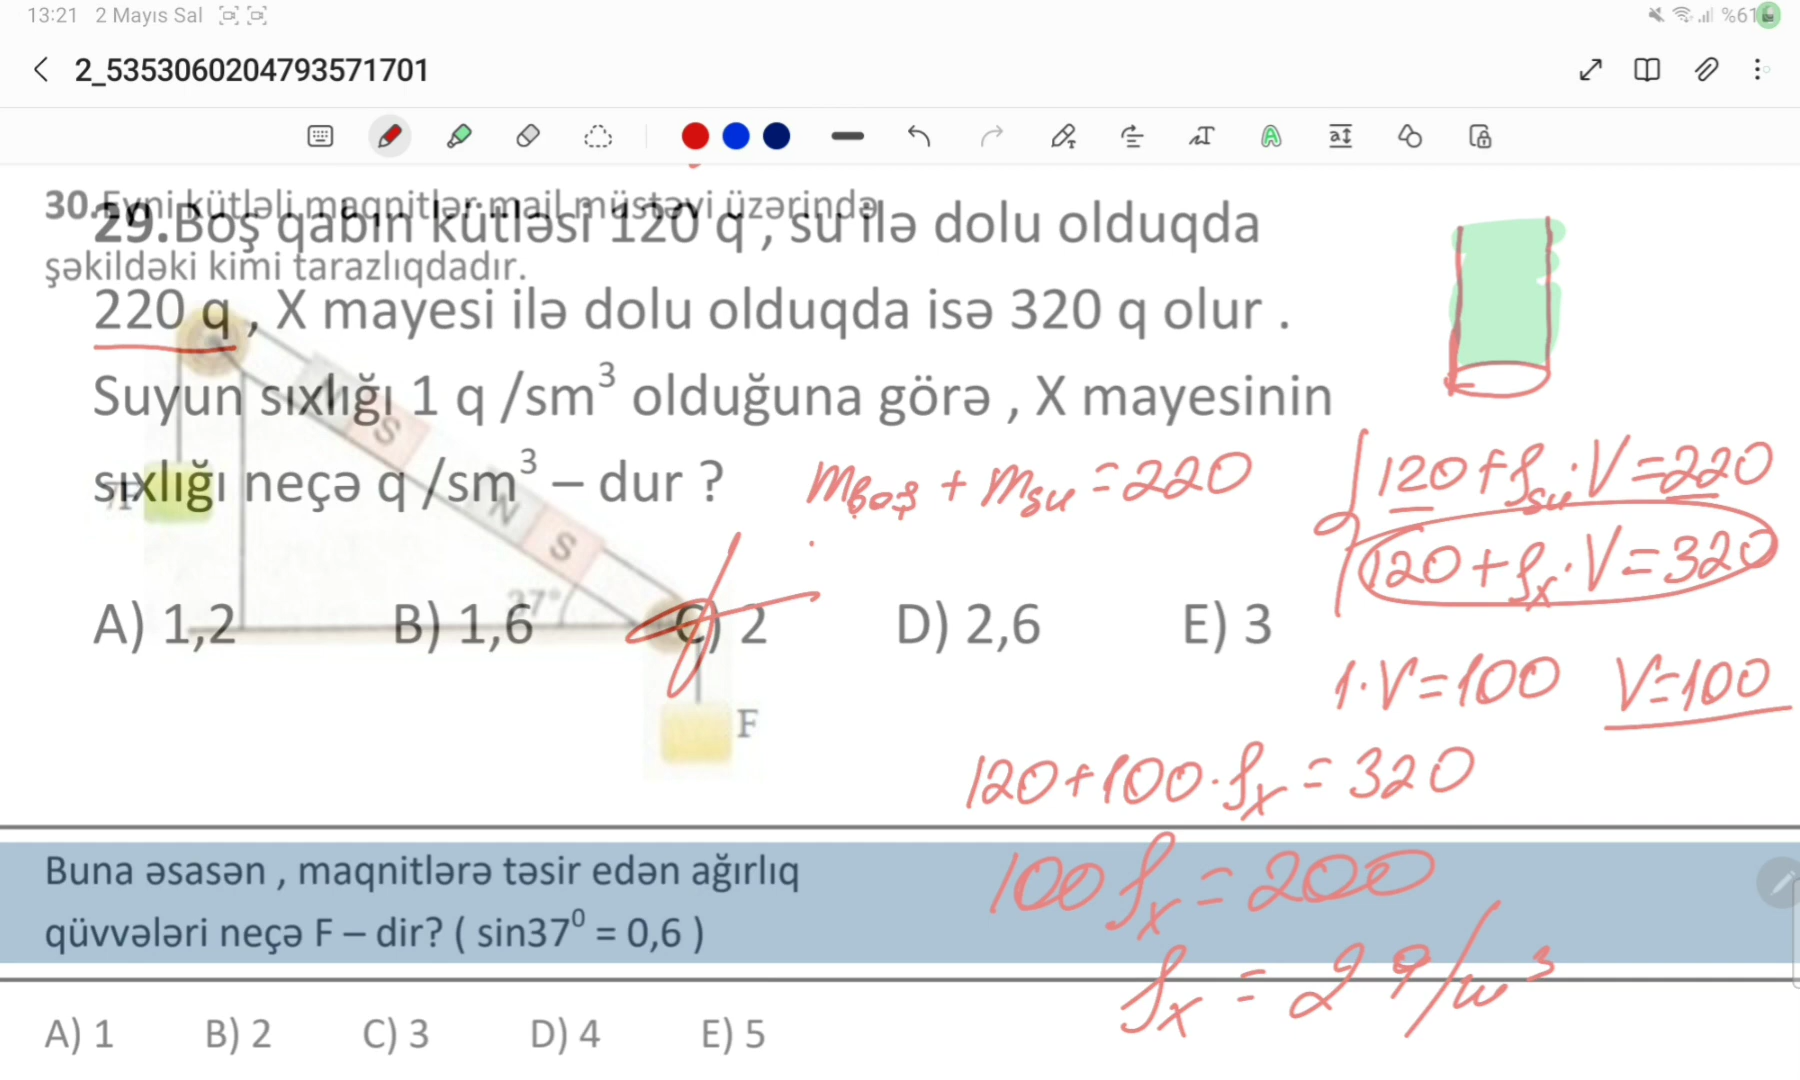 13:21 2 Mayıs Sal %61
2_5353060204793571701
30. Eyni kütləli maqnitlər mail müstəvi üzərində
şəkildəki kimi tarazlıqdadır.
29. Boş qabın kütləsi 120 q , su ilə dolu olduqda
220 q , X mayesi ilə dolu olduqda isə 320 q olur .
Suyun sıxlığı 1 q /sm³ olduğuna görə , X mayesinin
sıxlığı neçə q /sm³ – dur ?
A) 1,2 B) 1,6 C) 2 D) 2,6 E) 3
N S
N S
37°
F
mboş + msu = 220
120 + ρsu · V = 220
120 + ρx · V = 320
1 · V = 100 V = 100
120 + 100 · ρx = 320
100 ρx = 200
ρx = 2 q/sm³
Buna əsasən , maqnitlərə təsir edən ağırlıq
qüvvələri neçə F – dir? ( sin37⁰ = 0,6 )
A) 1 B) 2 C) 3 D) 4 E) 5